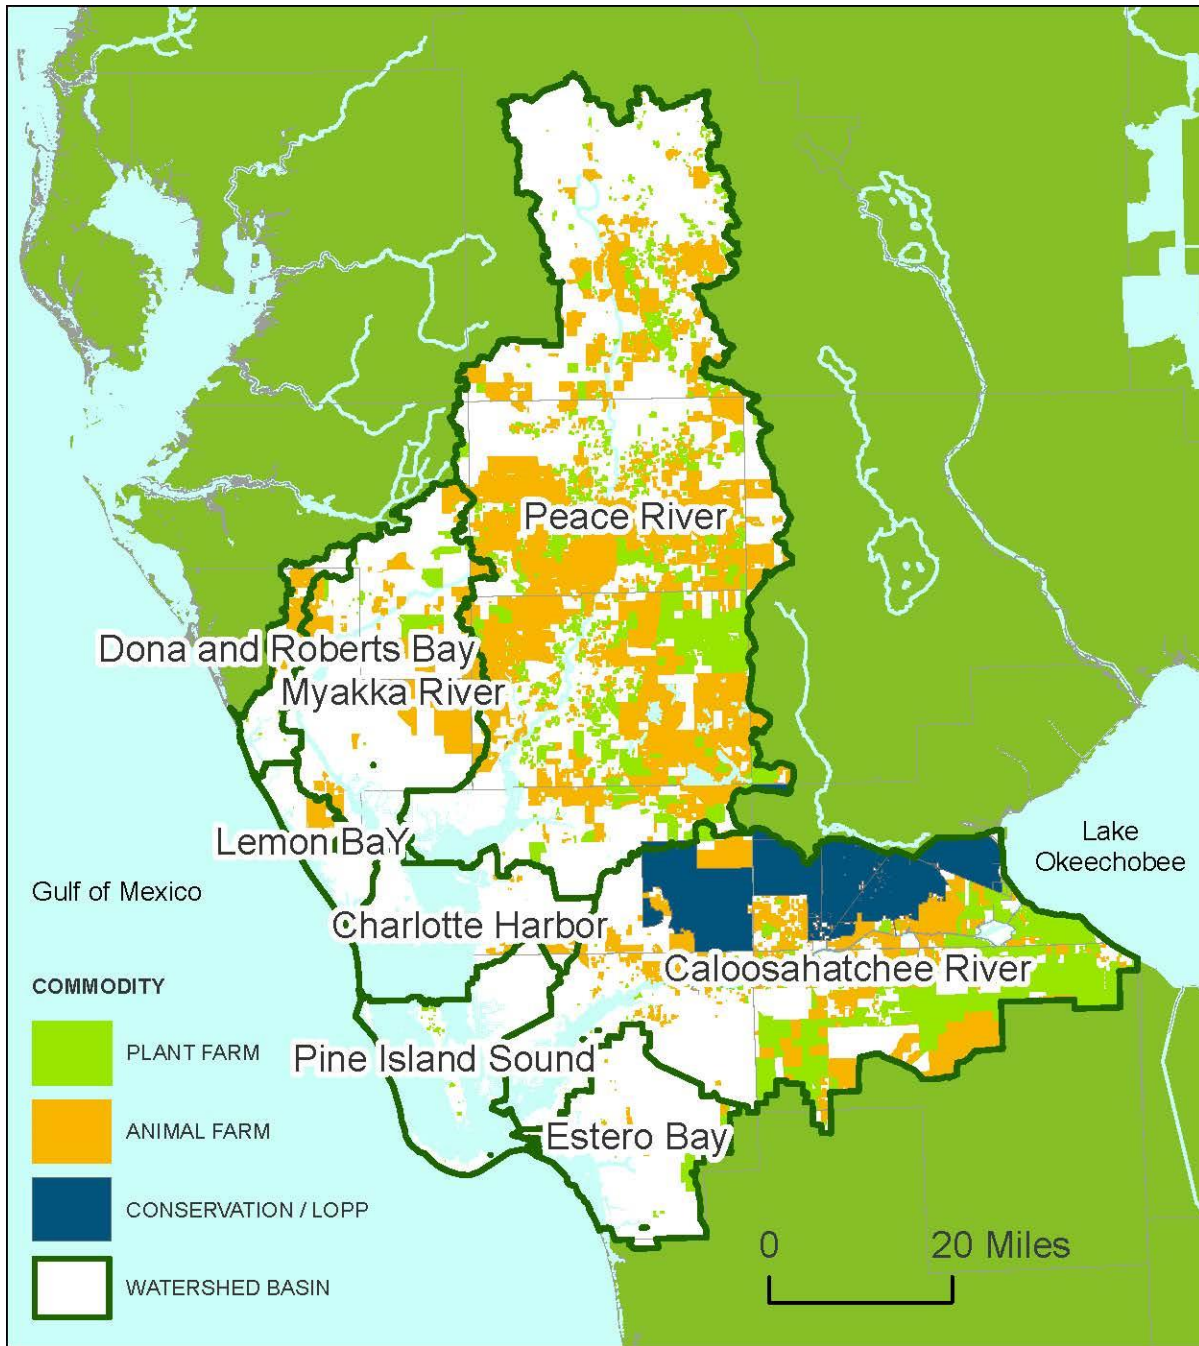 Peace River
Dona and Roberts Bay
Myakka River
Lemon BaY
Lake
Okeechobee
Gulf of Mexico
Charlotte Harbor
Caloosahatchee River
COMMODITY
PLANT FARM
Pine Island Sound
ANIMAL FARM
Estero Bay
CONSERVATION / LOPP
0 20 Miles
WATERSHED BASIN